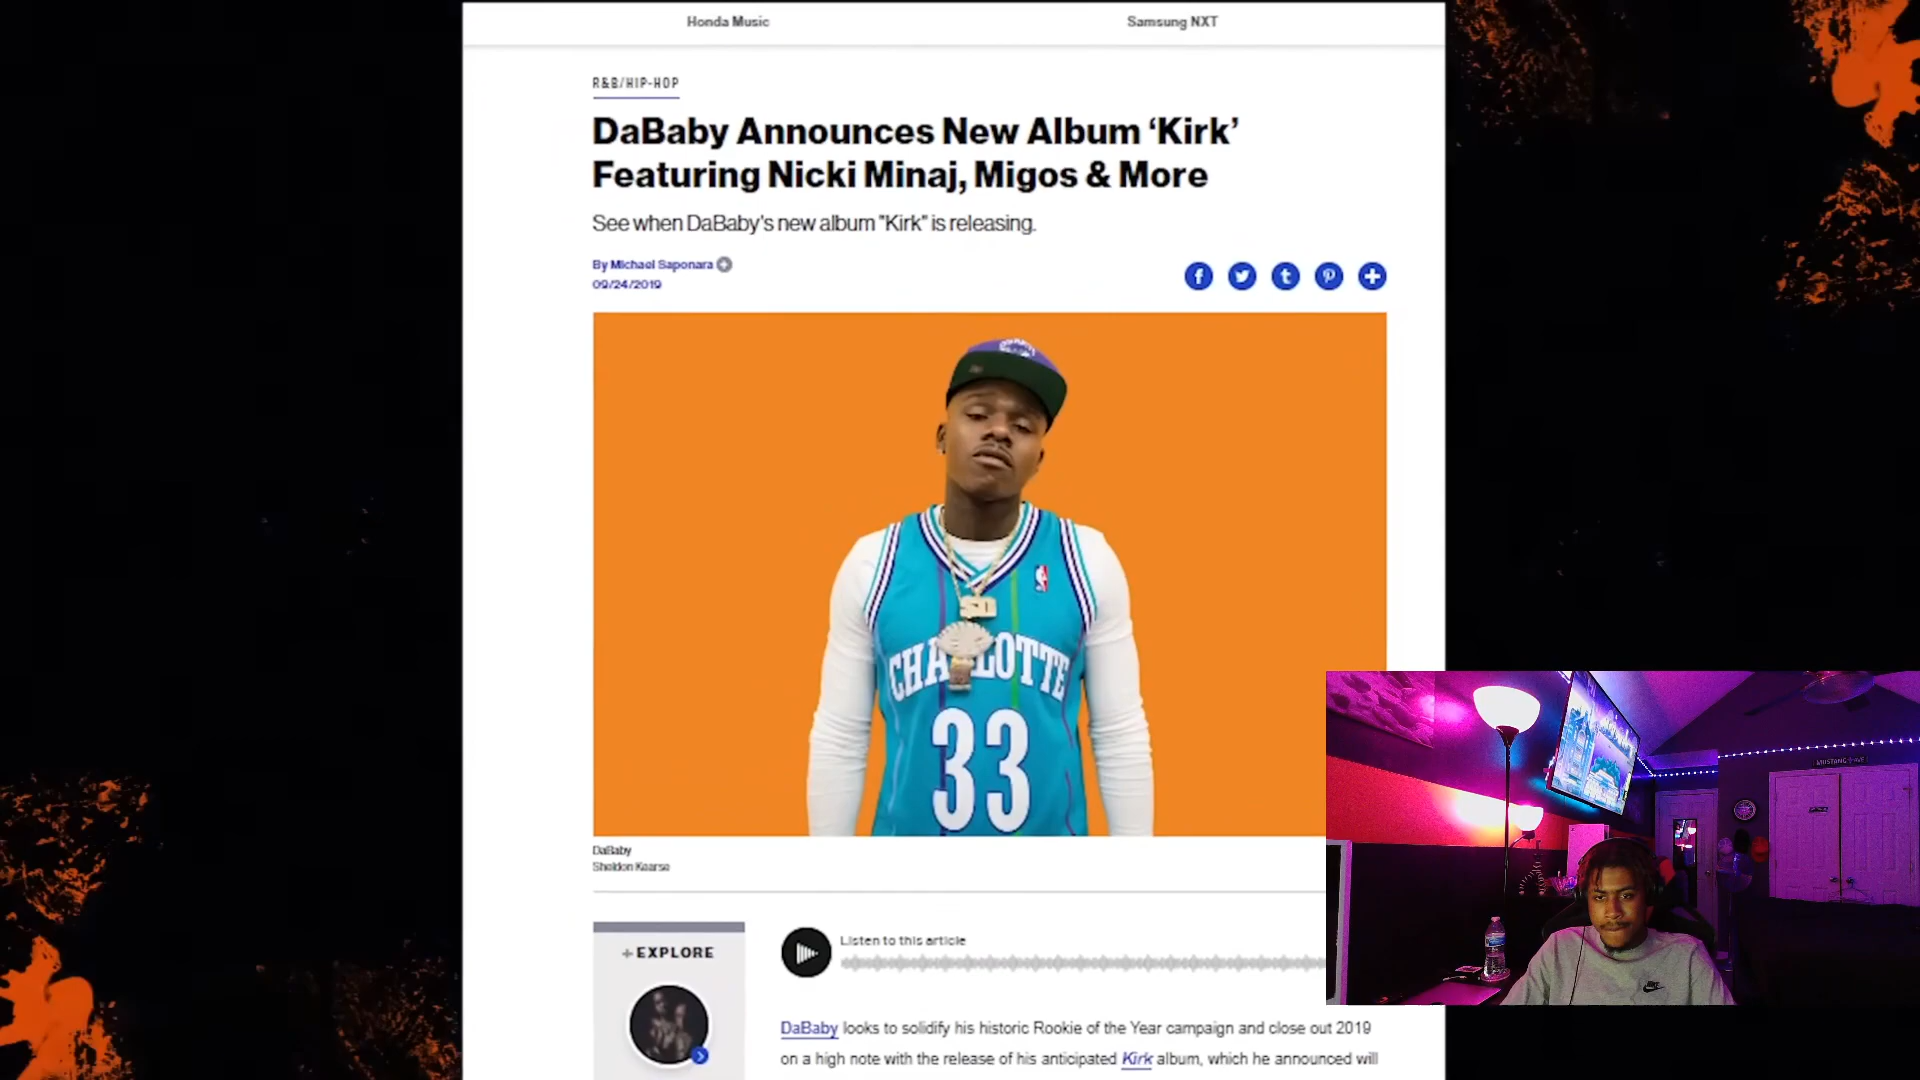 Honda Music
Samsung NXT
R&B/HIP-HOP
DaBaby Announces New Album ‘Kirk’
Featuring Nicki Minaj, Migos & More
See when DaBaby's new album "Kirk" is releasing.
By Michael Saponara
09/24/2019
CHARLOTTE
33
DaBaby
Sheldon Kearse
+EXPLORE
Listen to this article
DaBaby looks to solidify his historic Rookie of the Year campaign and close out 2019
on a high note with the release of his anticipated Kirk album, which he announced will